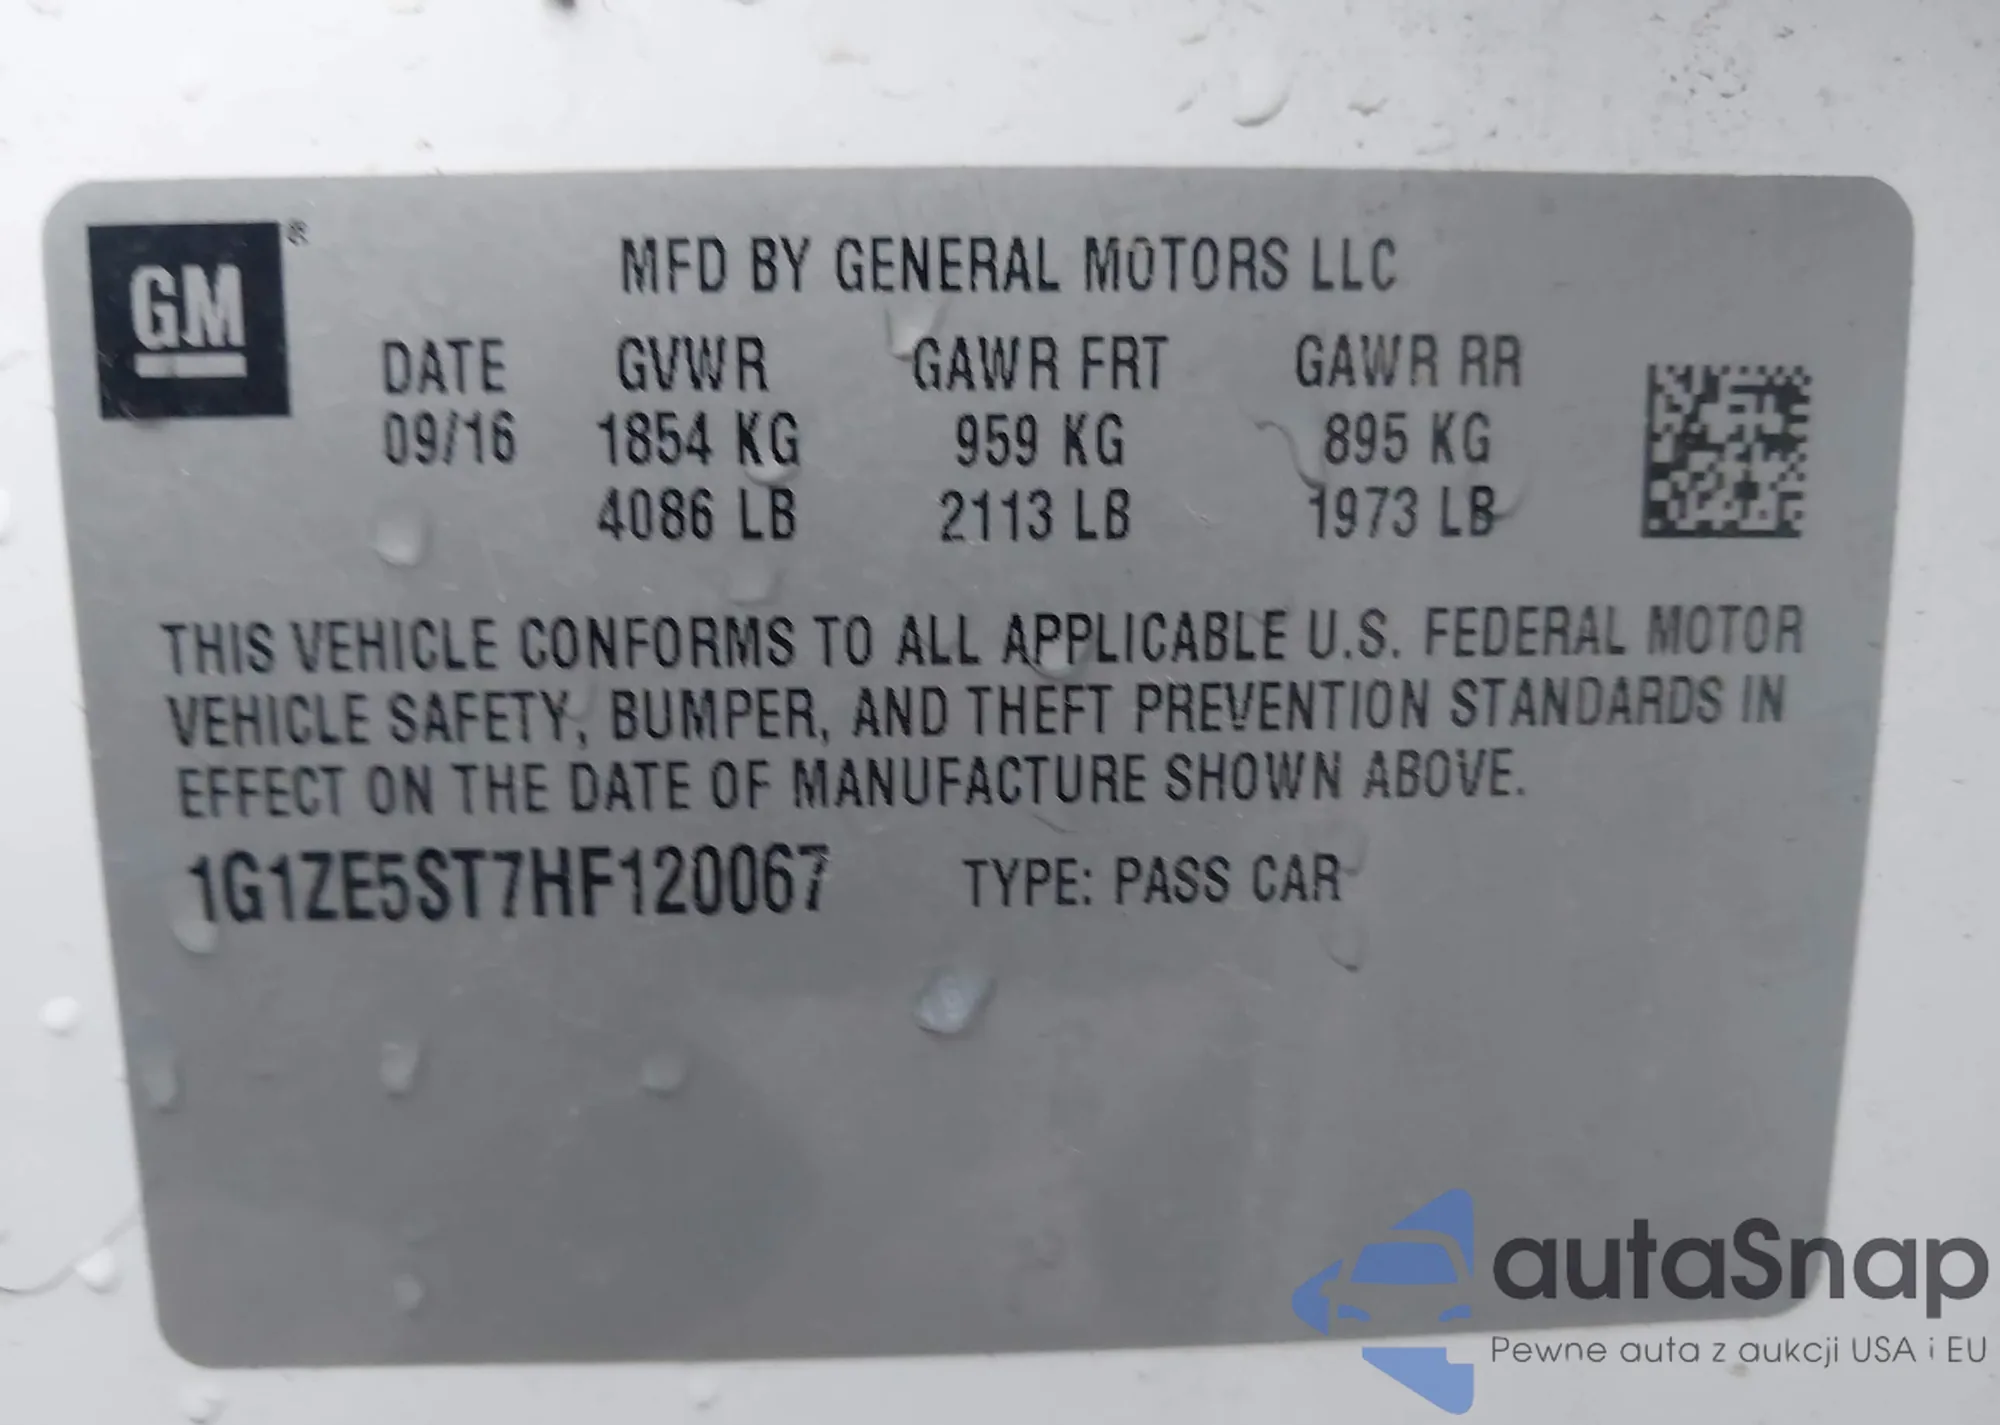 GM ®
MFD BY GENERAL MOTORS LLC
DATE GVWR GAWR FRT GAWR RR
09/16 1854 KG 959 KG 895 KG
4086 LB 2113 LB 1973 LB
THIS VEHICLE CONFORMS TO ALL APPLICABLE U.S. FEDERAL MOTOR
VEHICLE SAFETY, BUMPER, AND THEFT PREVENTION STANDARDS IN
EFFECT ON THE DATE OF MANUFACTURE SHOWN ABOVE.
1G1ZE5ST7HF120067 TYPE: PASS CAR
autaSnap
Pewne auta z aukcji USA i EU